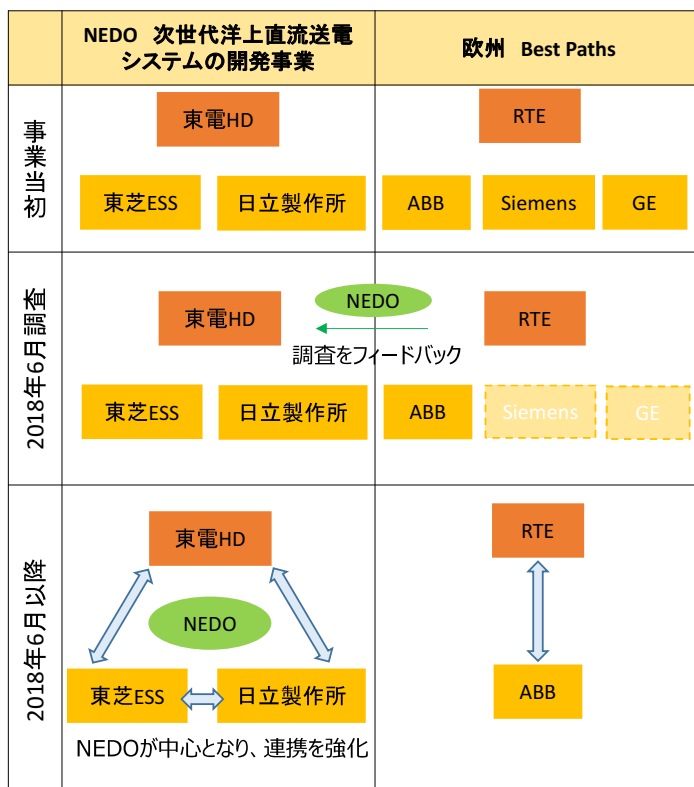 NEDO 次世代洋上直流送電
システムの開発事業
欧州 Best Paths
事業当初
東電HD
RTE
東芝ESS
日立製作所
ABB
Siemens
GE
2018年6月調査
東電HD
NEDO
RTE
調査をフィードバック
東芝ESS
日立製作所
ABB
Siemens
GE
2018年6月以降
東電HD
RTE
NEDO
東芝ESS
日立製作所
ABB
NEDOが中心となり、連携を強化